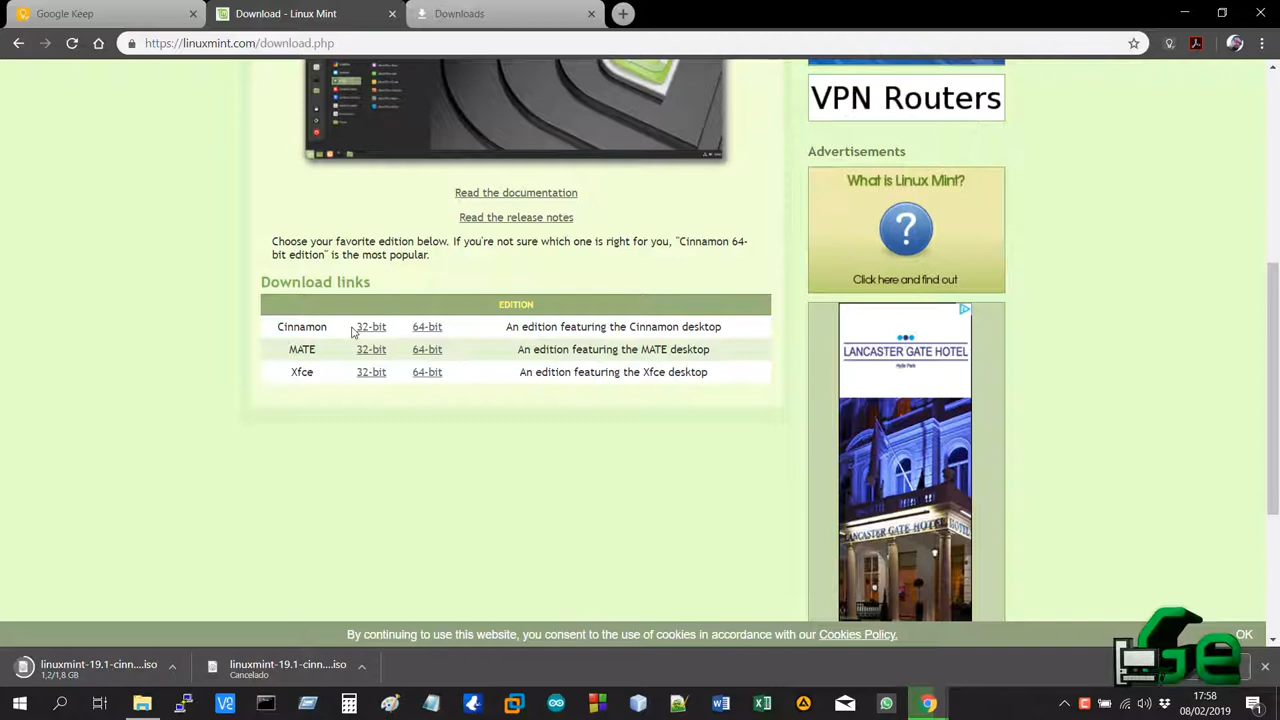 Google Keep
Download - Linux Mint
Downloads
https://linuxmint.com/download.php
VPN Routers
Advertisements
What is Linux Mint?
?
Click here and find out
Read the documentation
Read the release notes
Choose your favorite edition below. If you're not sure which one is right for you, "Cinnamon 64-
bit edition" is the most popular.
Download links
EDITION
Cinnamon 32-bit 64-bit An edition featuring the Cinnamon desktop
MATE 32-bit 64-bit An edition featuring the MATE desktop
Xfce 32-bit 64-bit An edition featuring the Xfce desktop
LANCASTER GATE HOTEL
Hyde Park
LANCASTER GATE HOTEL
By continuing to use this website, you consent to the use of cookies in accordance with our Cookies Policy.
OK
linuxmint-19.1-cinn....iso
1,2/1,8 GB
linuxmint-19.1-cinn....iso
Cancelado
Ge
17:58
08/02/2019